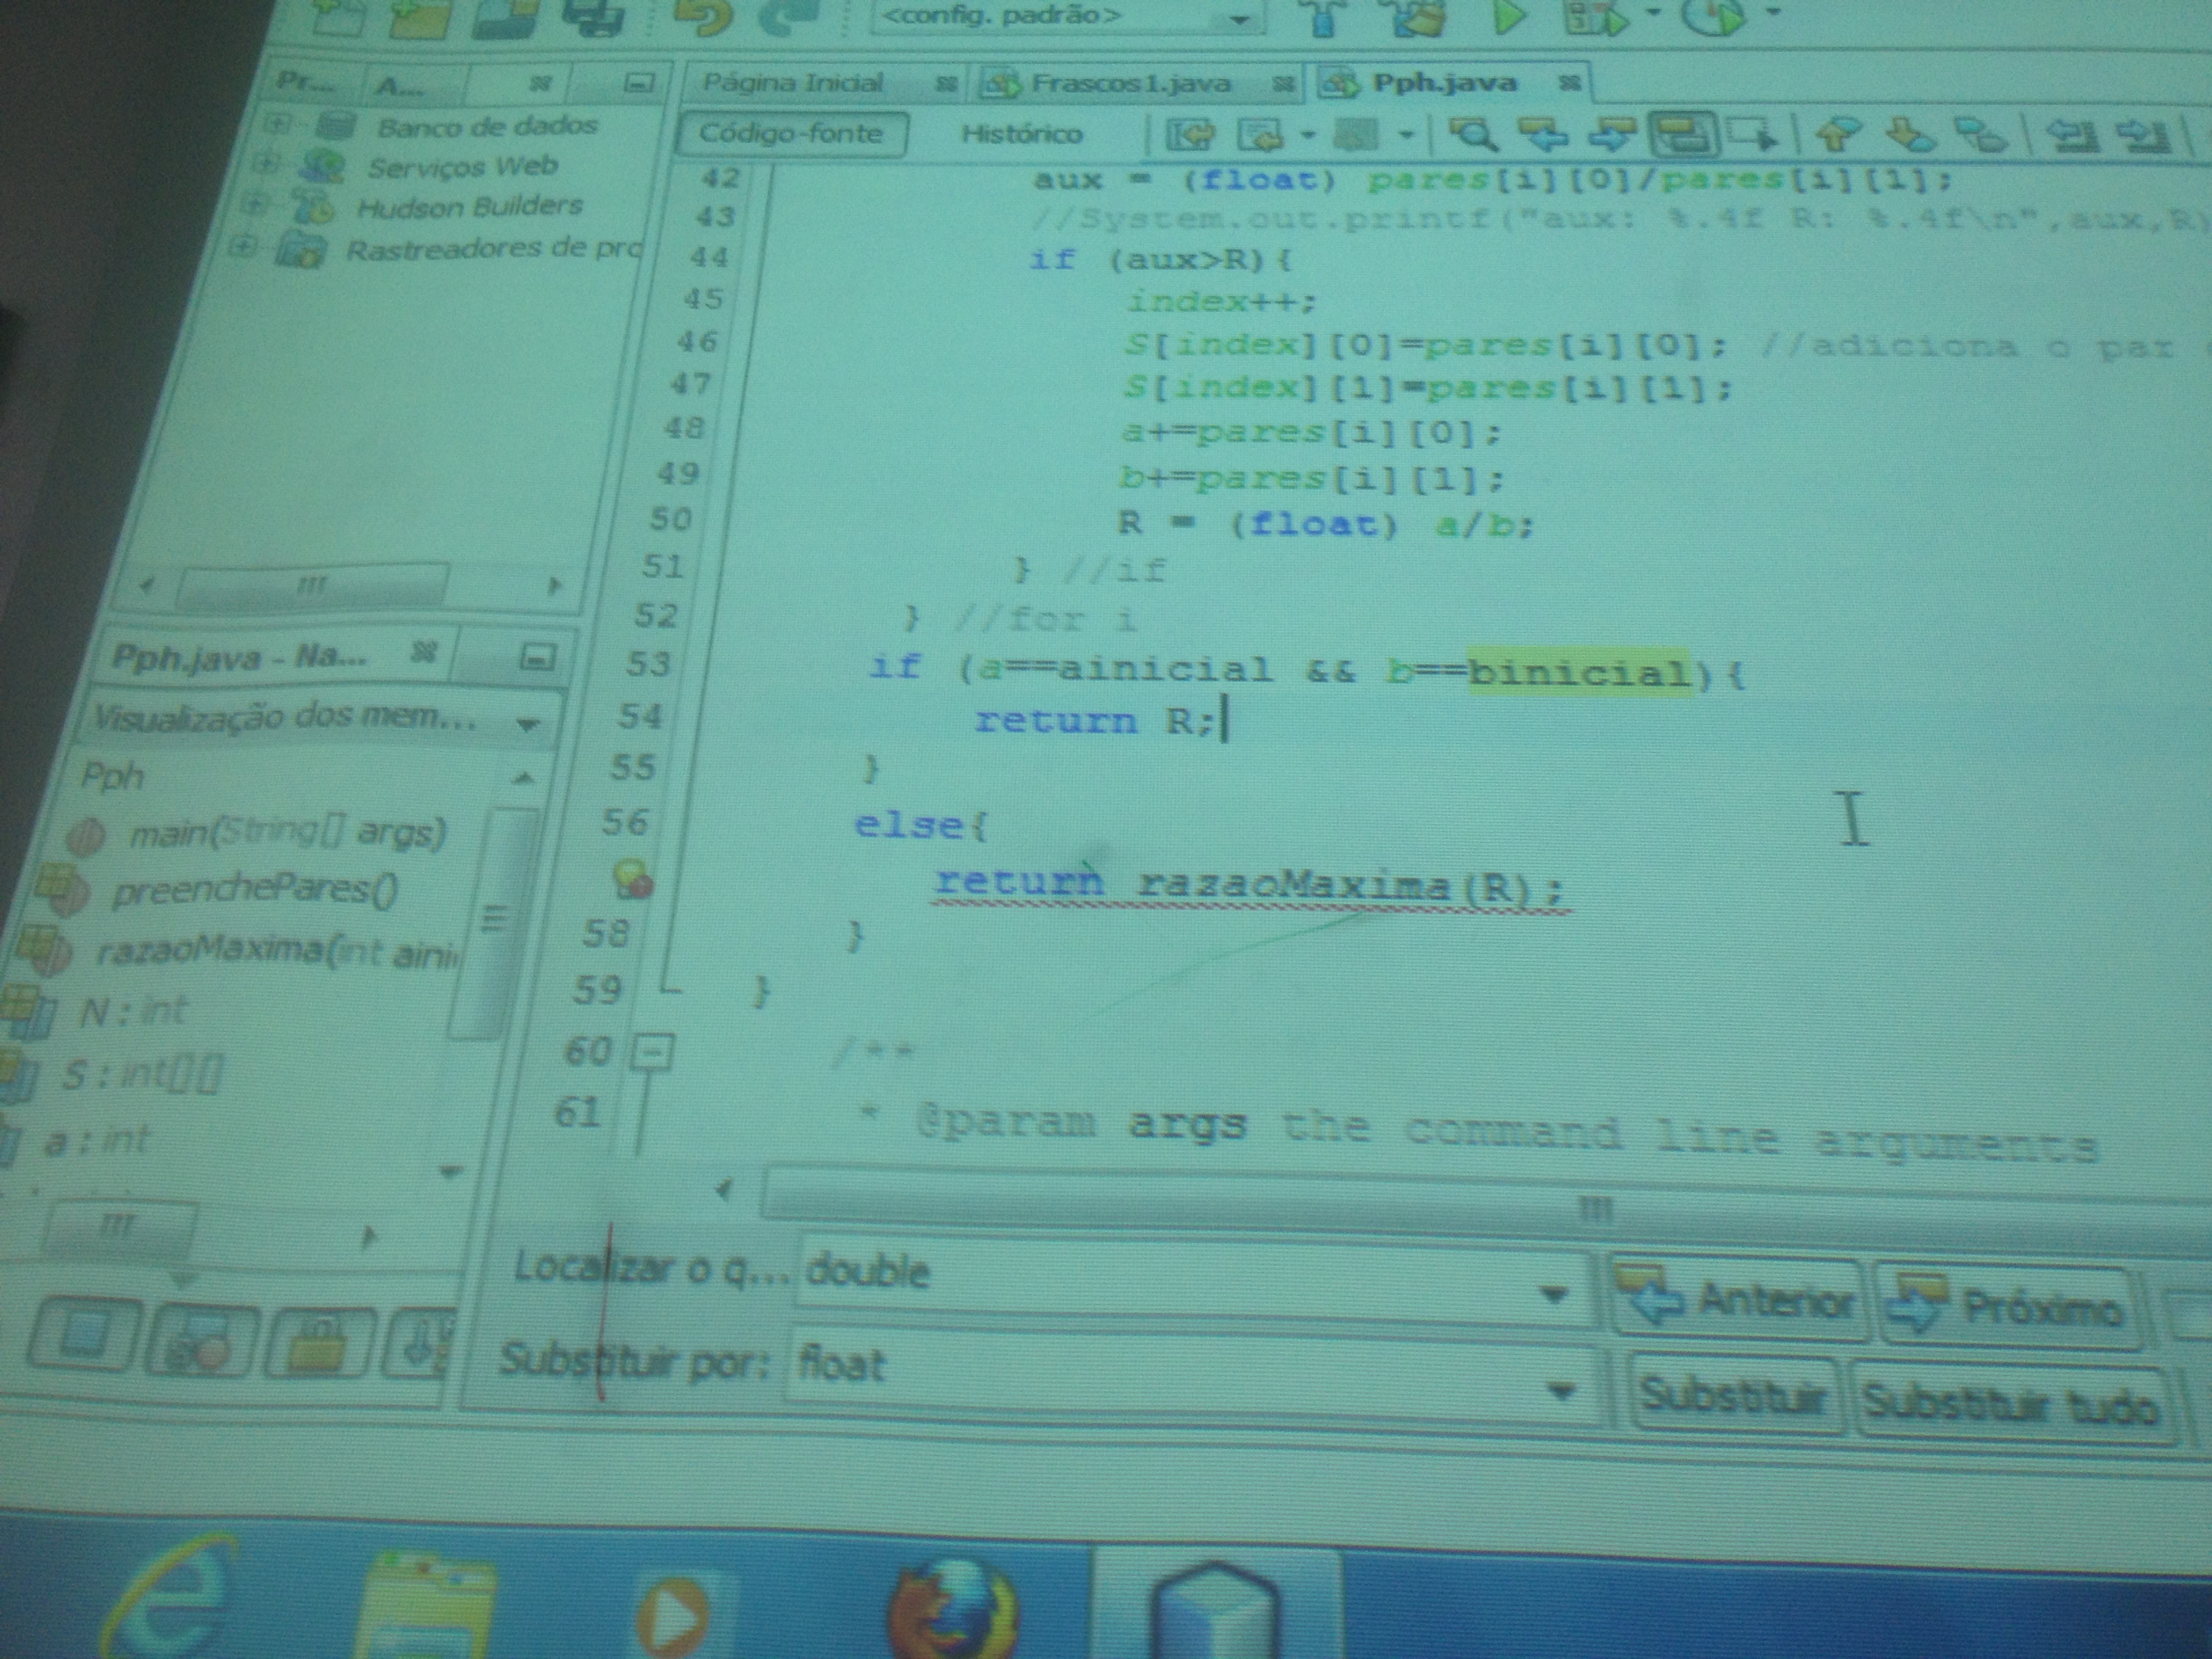 <config. padrão>
Pr... A...
Página Inicial Frascos1.java Pph.java
Código-fonte Histórico
Banco de dados
Serviços Web
Hudson Builders
Rastreadores de pro
42 aux = (float) pares[i][0]/pares[i][1];
43 //System.out.printf("aux: %.4f R: %.4f\n",aux,R)
44 if (aux>R){
45 index++;
46 S[index][0]=pares[i][0]; //adiciona o par
47 S[index][1]=pares[i][1];
48 a+=pares[i][0];
49 b+=pares[i][1];
50 R = (float) a/b;
51 } //if
52 } //for i
53 if (a==ainicial && b==binicial){
54 return R;
55 }
56 else{
return razaoMaxima(R);
58 }
59 }
60 /**
61 * @param args the command line arguments
Pph.java - Na...
Visualização dos mem...
Pph
main(String[] args)
preenchePares()
razaoMaxima(int aini
N : int
S : int[][]
a : int
Localizar o q... double Anterior Próximo
Substituir por: float Substituir Substituir tudo